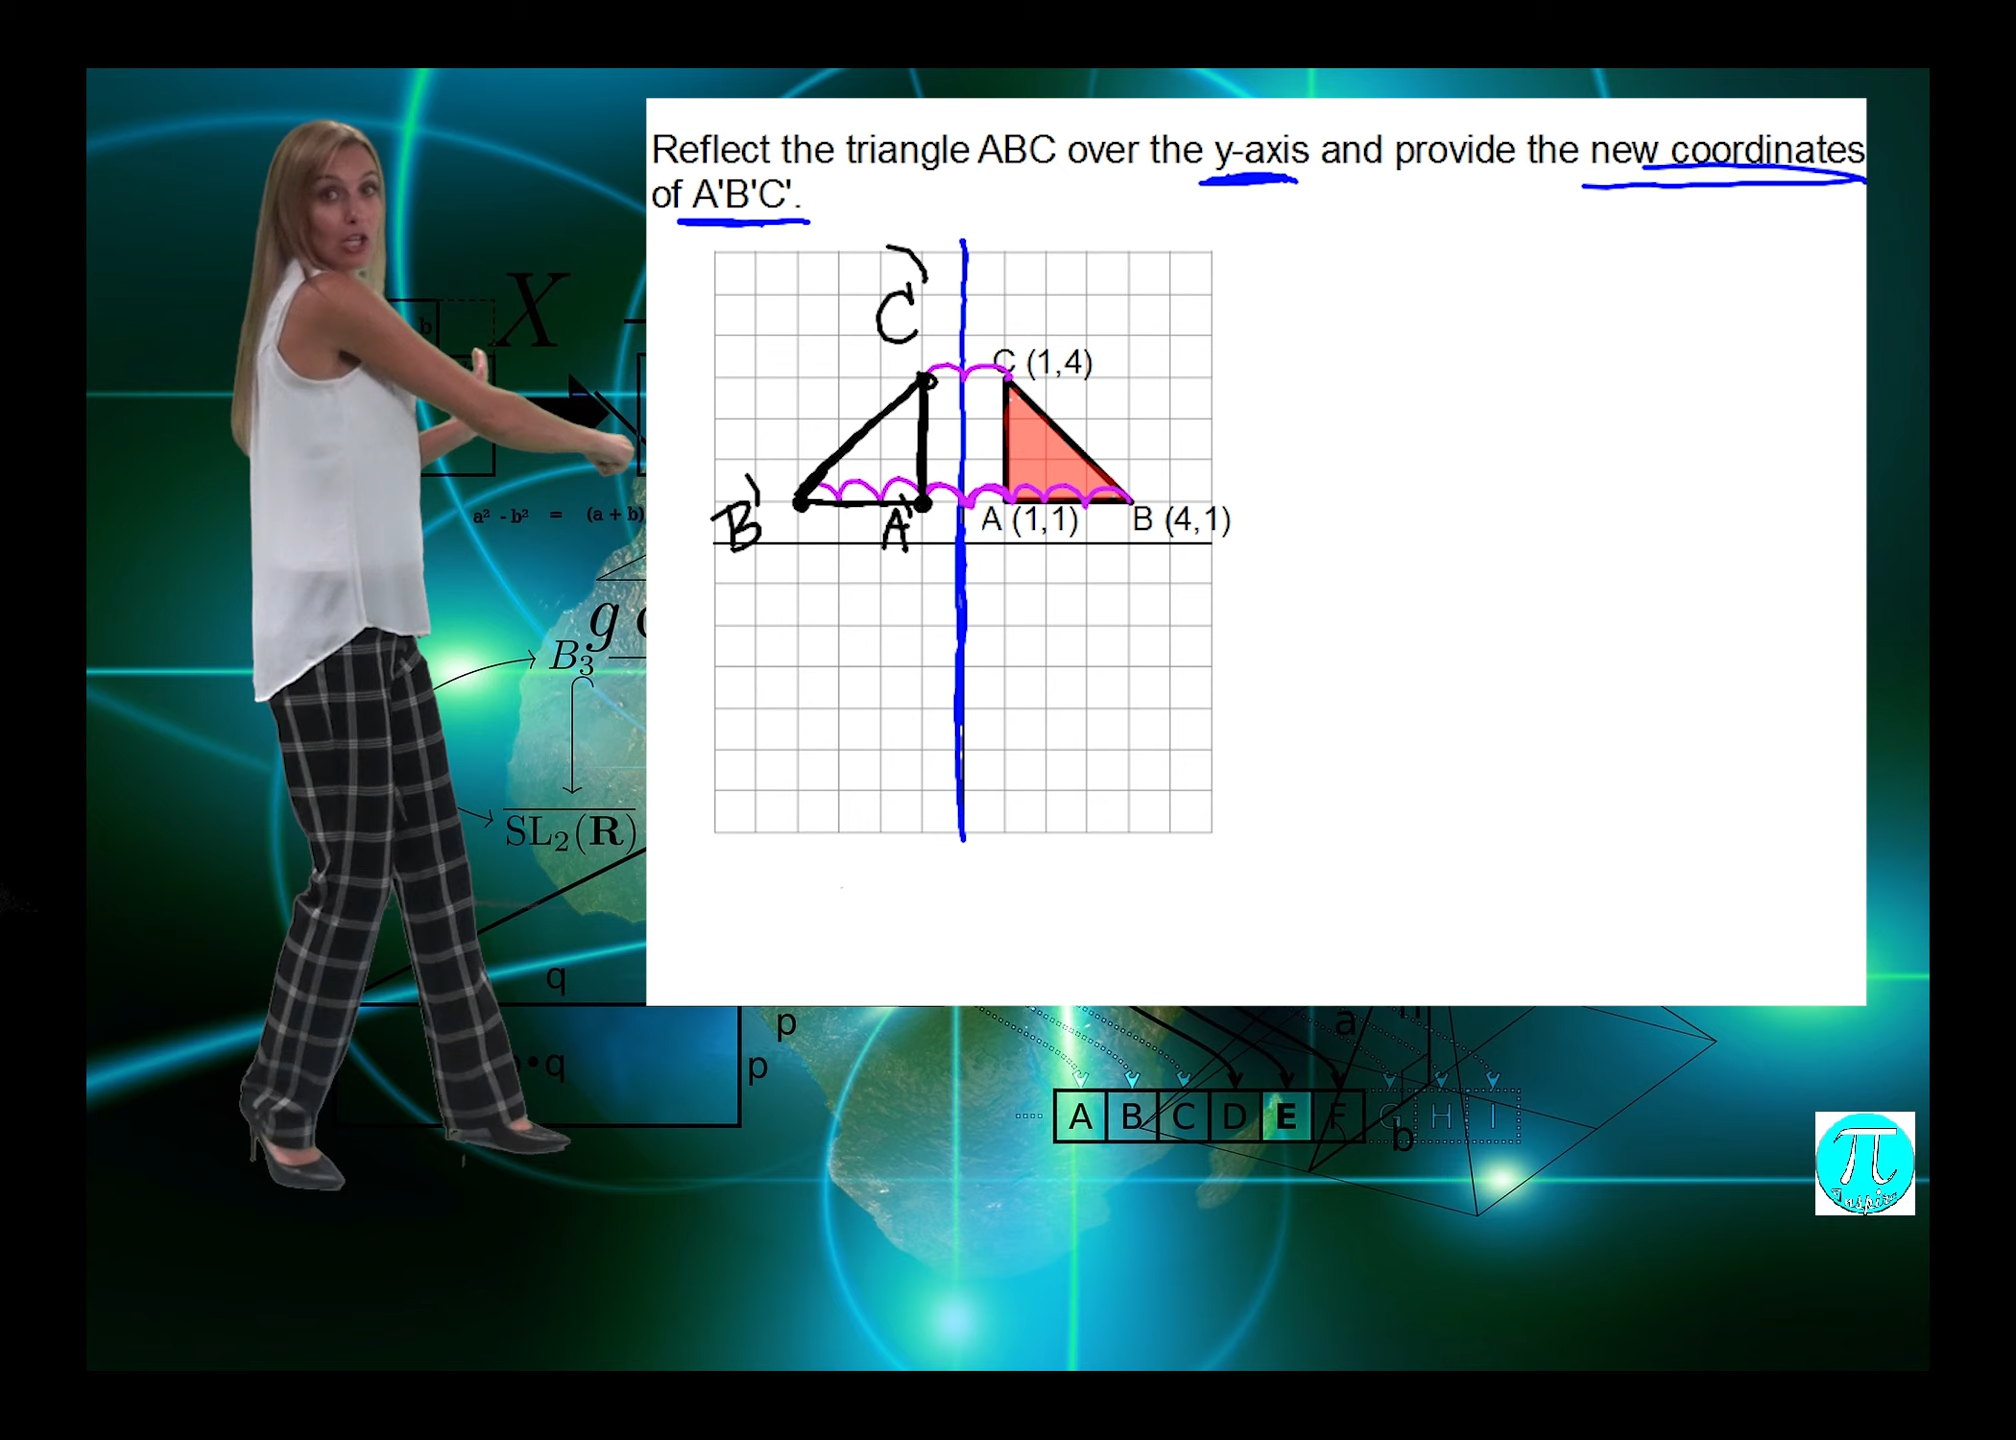 Reflect the triangle ABC over the y-axis and provide the new coordinates
of A'B'C'.
C'
C (1,4)
B'
A'
A (1,1)
B (4,1)
X
b
a² - b² = (a + b)
g
B₃
SL₂(R)
q
p
•q
p
a
A B C D E F G H I
b
π
Inspire